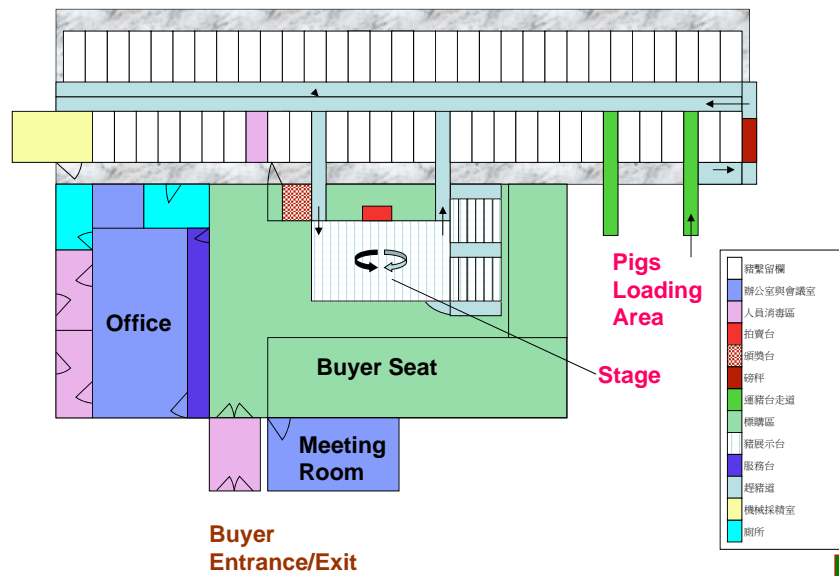 Pigs
Loading
Area
Office
Buyer Seat
Stage
Meeting
Room
Buyer
Entrance/Exit
豬繫留欄
辦公室與會議室
人員消毒區
拍賣台
頒獎台
磅秤
運豬台走道
標購區
豬展示台
服務台
趕豬道
機械採精室
廁所